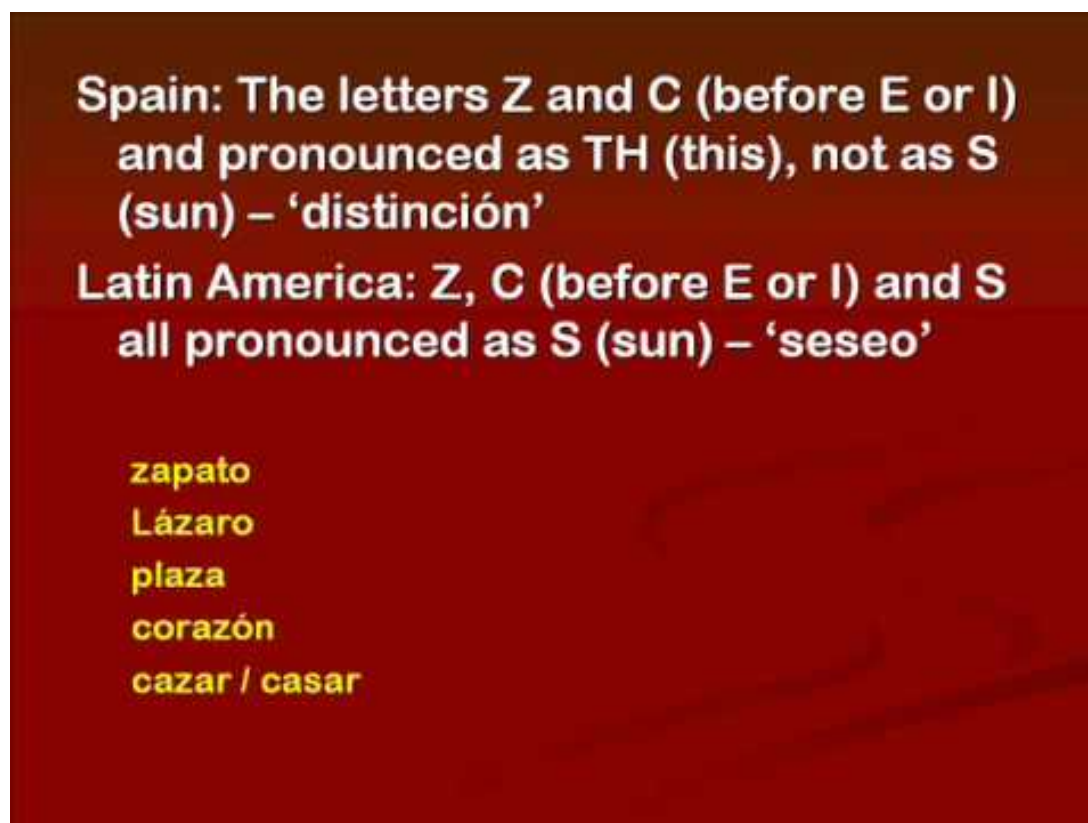 Spain: The letters Z and C (before E or I)
and pronounced as TH (this), not as S
(sun) – ‘distinción’
Latin America: Z, C (before E or I) and S
all pronounced as S (sun) – ‘seseo’
zapato
Lázaro
plaza
corazón
cazar / casar